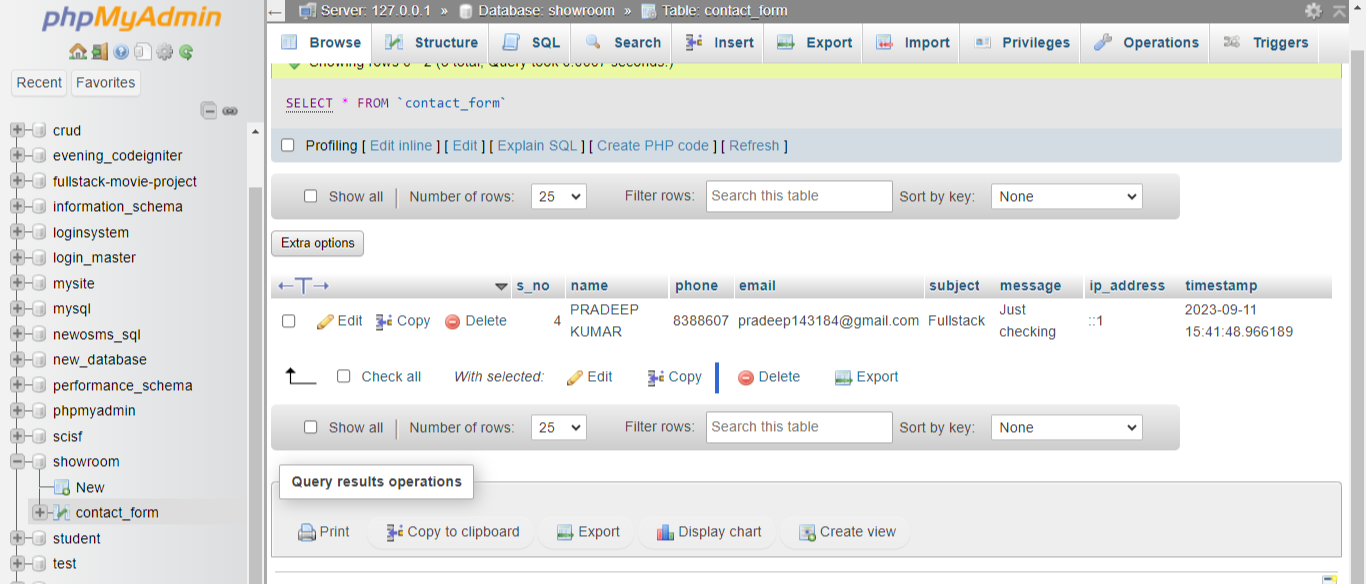 phpMyAdmin
Recent Favorites
crud
evening_codeigniter
fullstack-movie-project
information_schema
loginsystem
login_master
mysite
mysql
newosms_sql
new_database
performance_schema
phpmyadmin
scisf
showroom
New
contact_form
student
test
Server: 127.0.0.1 » Database: showroom » Table: contact_form
Browse Structure SQL Search Insert Export Import Privileges Operations Triggers
SELECT * FROM `contact_form`
Profiling [ Edit inline ] [ Edit ] [ Explain SQL ] [ Create PHP code ] [ Refresh ]
Show all | Number of rows: 25 Filter rows: Search this table Sort by key: None
Extra options
←T→ s_no name phone email subject message ip_address timestamp
Edit Copy Delete 4 PRADEEP KUMAR 8388607 pradeep143184@gmail.com Fullstack Just checking ::1 2023-09-11 15:41:48.966189
Check all With selected: Edit Copy Delete Export
Show all | Number of rows: 25 Filter rows: Search this table Sort by key: None
Query results operations
Print Copy to clipboard Export Display chart Create view